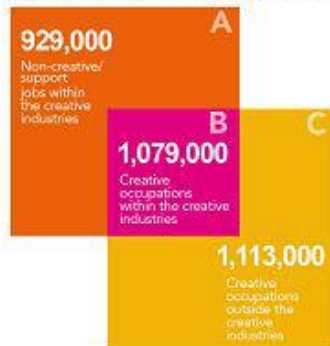 A
929,000
Non-creative/
support
jobs within
the creative
industries
B
C
1,079,000
Creative
occupations
within the creative
industries
1,113,000
Creative
occupations
outside the
creative
industries